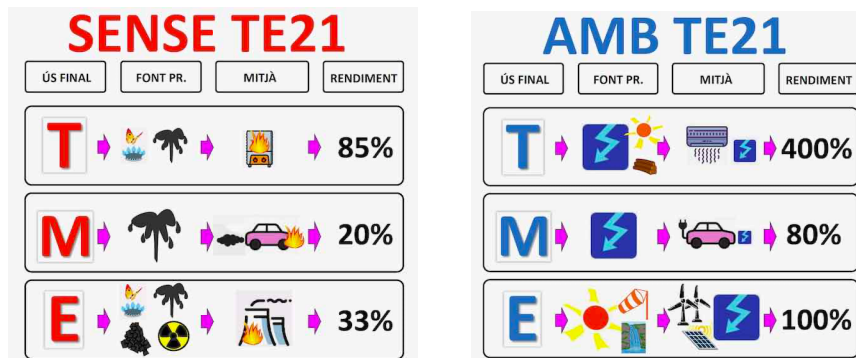 SENSE TE21
ÚS FINAL FONT PR. MITJÀ RENDIMENT
T 85%
M 20%
E 33%
AMB TE21
ÚS FINAL FONT PR. MITJÀ RENDIMENT
T 400%
M 80%
E 100%